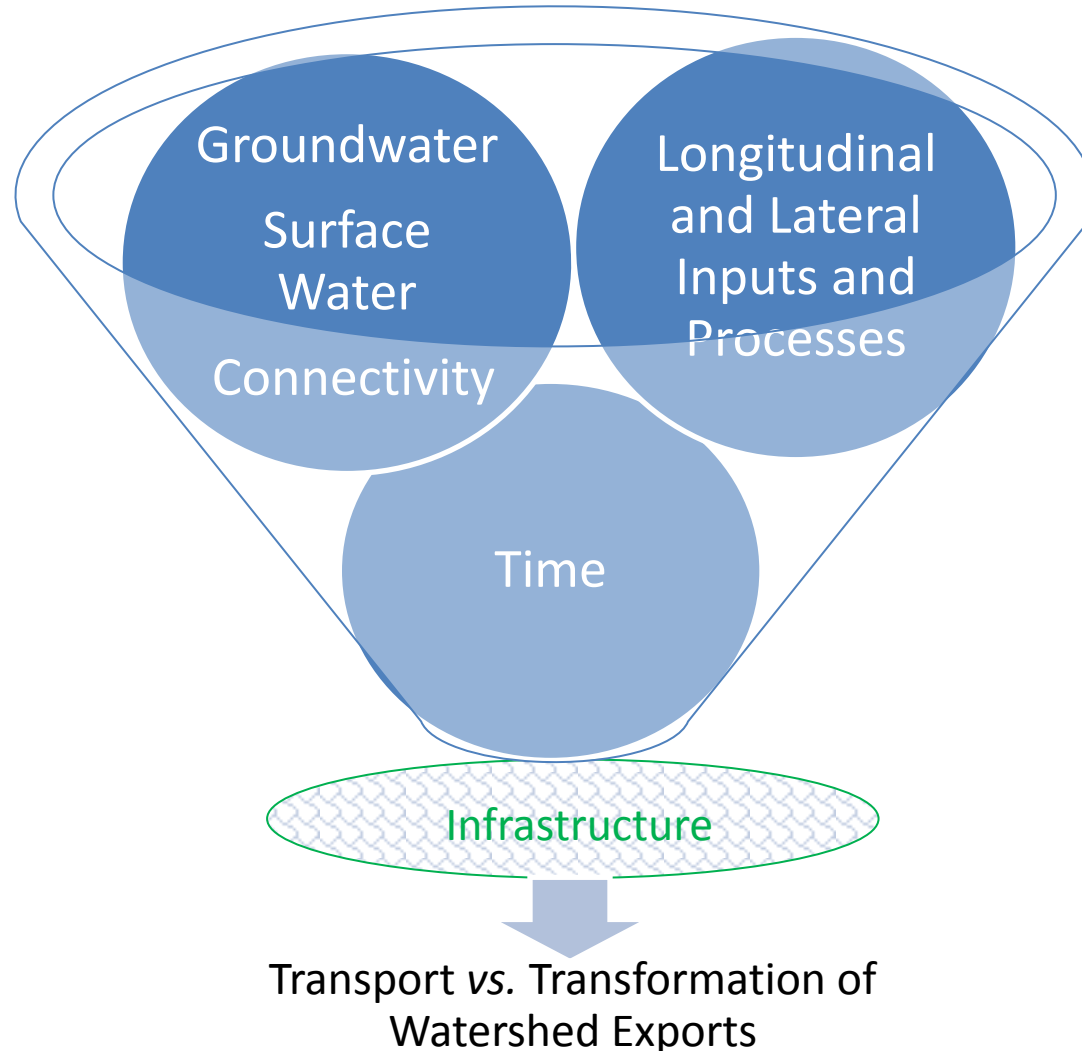 Groundwater
Surface
Water
Connectivity
Longitudinal
and Lateral
Inputs and
Processes
Time
Infrastructure
Transport vs. Transformation of
Watershed Exports